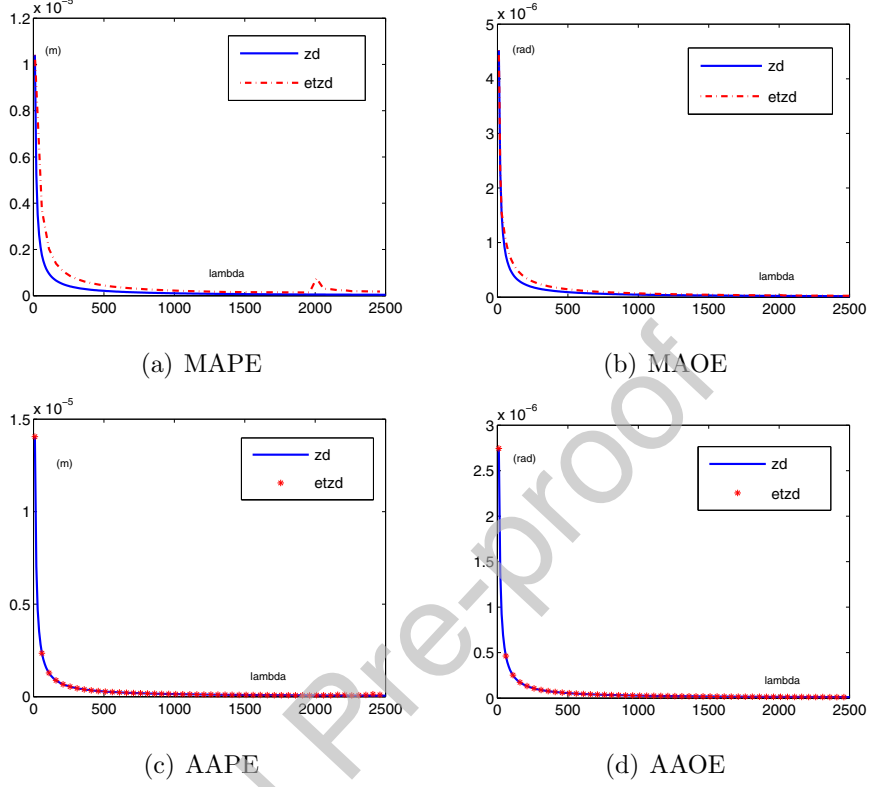 x 10⁻⁵
1.2
1
0.8
0.6
0.4
0.2
0
(m)
zd
etzd
lambda
0 500 1000 1500 2000 2500
(a) MAPE
x 10⁻⁶
5
4
3
2
1
0
(rad)
zd
etzd
lambda
0 500 1000 1500 2000 2500
(b) MAOE
x 10⁻⁵
1.5
1
0.5
0
(m)
zd
etzd
lambda
0 500 1000 1500 2000 2500
(c) AAPE
x 10⁻⁶
3
2.5
2
1.5
1
0.5
0
(rad)
zd
etzd
lambda
0 500 1000 1500 2000 2500
(d) AAOE
l Pre-proof